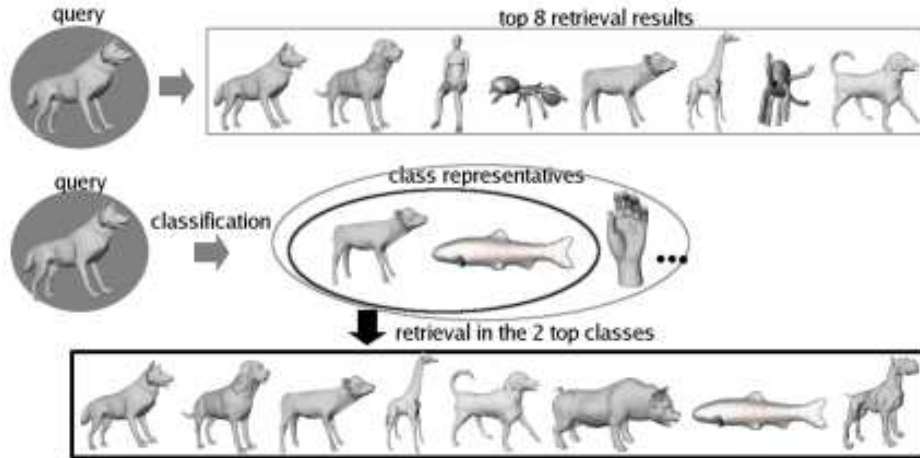 query
top 8 retrieval results
query
class representatives
classification
...
retrieval in the 2 top classes